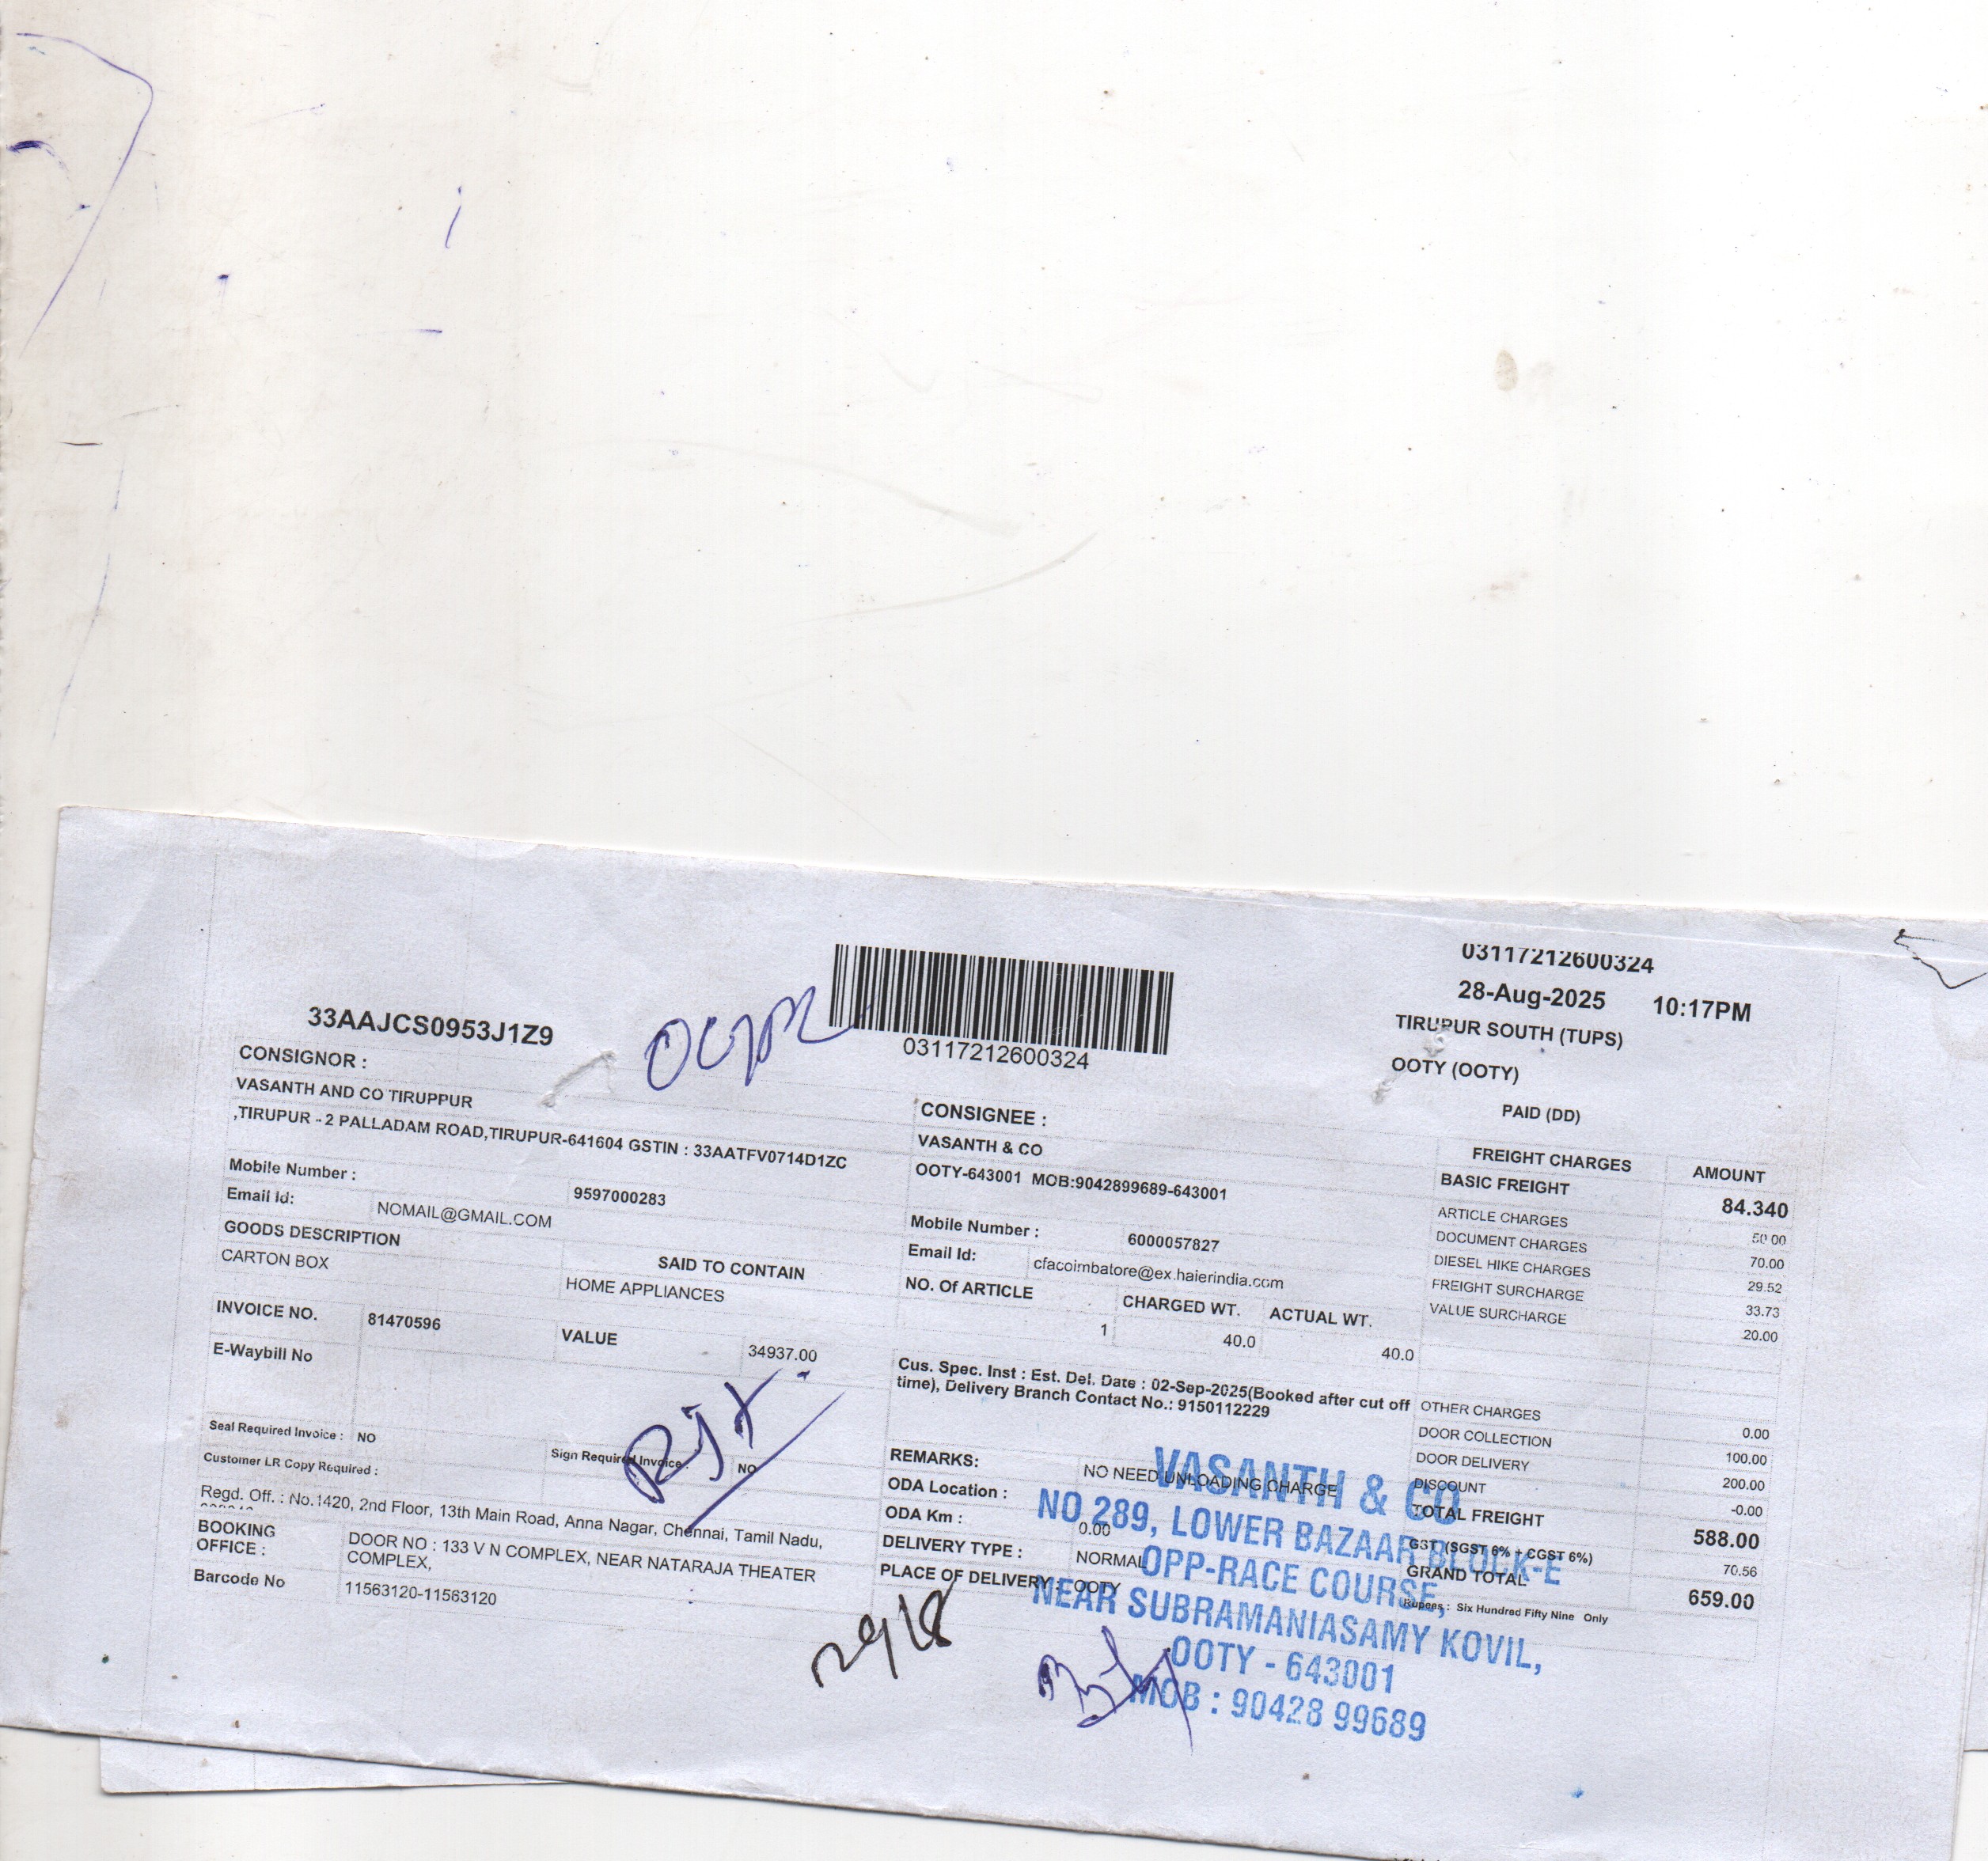 03117212600324
28-Aug-2025 10:17PM
33AAJCS0953J1Z9
03117212600324
TIRUPUR SOUTH (TUPS)
OOTY (OOTY)
PAID (DD)
CONSIGNOR :
VASANTH AND CO TIRUPPUR
,TIRUPUR - 2 PALLADAM ROAD,TIRUPUR-641604 GSTIN : 33AATFV0714D1ZC
Mobile Number : 9597000283
Email Id: NOMAIL@GMAIL.COM
GOODS DESCRIPTION SAID TO CONTAIN
CARTON BOX HOME APPLIANCES
INVOICE NO. 81470596 VALUE 34937.00
E-Waybill No
Seal Required Invoice : NO Sign Required Invoice : NO
Customer LR Copy Required :
Regd. Off. : No.1420, 2nd Floor, 13th Main Road, Anna Nagar, Chennai, Tamil Nadu,
BOOKING OFFICE : DOOR NO : 133 V N COMPLEX, NEAR NATARAJA THEATER
COMPLEX,
Barcode No 11563120-11563120
CONSIGNEE :
VASANTH & CO
OOTY-643001 MOB:9042899689-643001
Mobile Number : 6000057827
Email Id: cfacoimbatore@ex.haierindia.com
NO. Of ARTICLE CHARGED WT. ACTUAL WT.
1 40.0 40.0
Cus. Spec. Inst : Est. Del. Date : 02-Sep-2025(Booked after cut off
time), Delivery Branch Contact No.: 9150112229
REMARKS: NO NEED UNLOADING CHARGE
ODA Location :
ODA Km : 0.00
DELIVERY TYPE : NORMAL
PLACE OF DELIVERY : OOTY
FREIGHT CHARGES AMOUNT
BASIC FREIGHT 84.340
ARTICLE CHARGES 50.00
DOCUMENT CHARGES 70.00
DIESEL HIKE CHARGES 29.52
FREIGHT SURCHARGE 33.73
VALUE SURCHARGE 20.00
OTHER CHARGES 0.00
DOOR COLLECTION 100.00
DOOR DELIVERY 200.00
DISCOUNT -0.00
TOTAL FREIGHT 588.00
GST (SGST 6% + CGST 6%) 70.56
GRAND TOTAL 659.00
Rupees : Six Hundred Fifty Nine Only
VASANTH & CO
NO 289, LOWER BAZAAR BLOCK-E
OPP-RACE COURSE,
NEAR SUBRAMANIASAMY KOVIL,
OOTY - 643001
MOB : 90428 99689
29/8